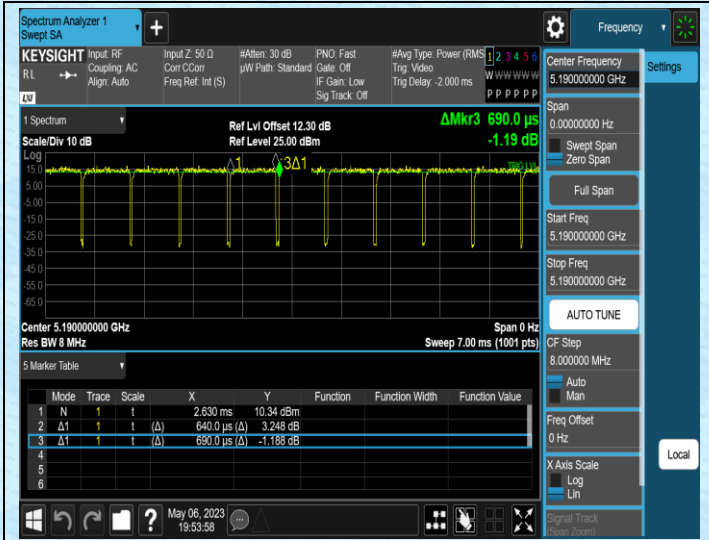 Spectrum Analyzer 1
Swept SA
Frequency
KEYSIGHT
RL
LXI
Input: RF
Coupling: AC
Align: Auto
Input Z: 50 Ω
Corr CCorr
Freq Ref: Int (S)
#Atten: 30 dB
µW Path: Standard
PNO: Fast
Gate: Off
IF Gain: Low
Sig Track: Off
#Avg Type: Power (RMS
Trig: Video
Trig Delay: -2.000 ms
1 2 3 4 5 6
W W W W W W
P P P P P P
1 Spectrum
Scale/Div 10 dB
Ref Lvl Offset 12.30 dB
Ref Level 25.00 dBm
ΔMkr3 690.0 µs
-1.19 dB
Log
15.0
5.00
-5.00
-15.0
-25.0
-35.0
-45.0
-55.0
-65.0
1
3Δ1
TRIG LVL
Center 5.190000000 GHz
Res BW 8 MHz
Span 0 Hz
Sweep 7.00 ms (1001 pts)
5 Marker Table
Mode Trace Scale X Y Function Function Width Function Value
1 N 1 t 2.630 ms 10.34 dBm
2 Δ1 1 t (Δ) 640.0 µs (Δ) 3.248 dB
3 Δ1 1 t (Δ) 690.0 µs (Δ) -1.188 dB
4
5
6
May 06, 2023
19:53:58
Center Frequency
5.190000000 GHz
Settings
Span
0.00000000 Hz
Swept Span
Zero Span
Full Span
Start Freq
5.190000000 GHz
Stop Freq
5.190000000 GHz
AUTO TUNE
CF Step
8.000000 MHz
Auto
Man
Freq Offset
0 Hz
Local
X Axis Scale
Log
Lin
Signal Track
(Span Zoom)